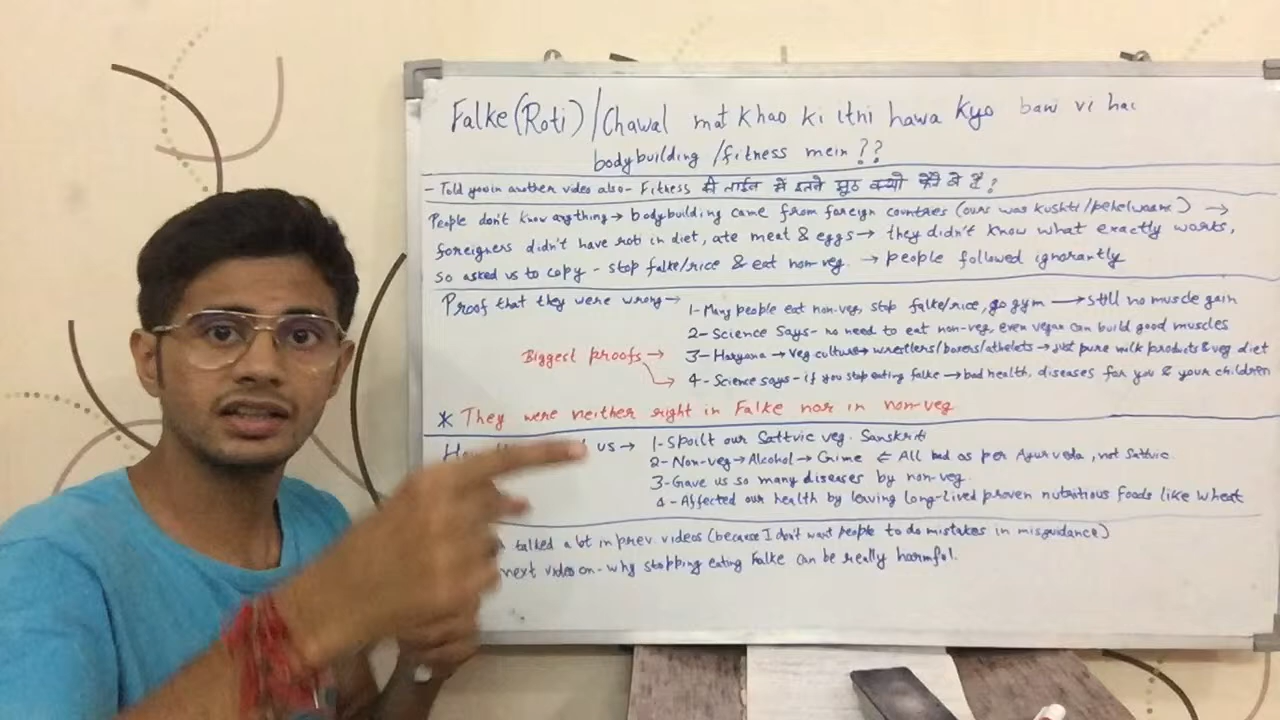 Falke (Roti) / Chawal mat khao ki itni hawa kyo bani vi hai
bodybuilding / fitness mein ??
- Told you in another video also - Fitness की लाईन में इतने झूठ क्यों फैले वे हैं ?
People don't know anything → bodybuilding came from foreign countries (ours was kushti/pehelwaani) →
foreigners didn't have roti in diet, ate meat & eggs → they didn't know what exactly works,
so asked us to copy - stop falke/rice & eat non-veg. → people followed ignorantly
Proof that they were wrong → 1- Many people eat non-veg, stop falke/rice, go gym → still no muscle gain
2- Science says - no need to eat non-veg, even vegan can build good muscles
Biggest proofs → 3- Haryana → veg culture → wrestlers/boxers/athelets → just pure milk products & veg diet
4- Science says - if you stop eating falke → bad health, diseases for you & your children
* They were neither right in Falke nor in non-veg
us → 1- Spoilt our Sattvic veg. Sanskriti
2- Non-veg → Alcohol → Crime ← All bad as per Ayurveda, not Sattvic.
3- Gave us so many diseases by non-veg.
4- Affected our health by leaving long-lived proven nutritious foods like wheat
talked a lot in prev videos (because I don't want people to do mistakes in misguidance)
next video on - why stopping eating Falke can be really harmful.